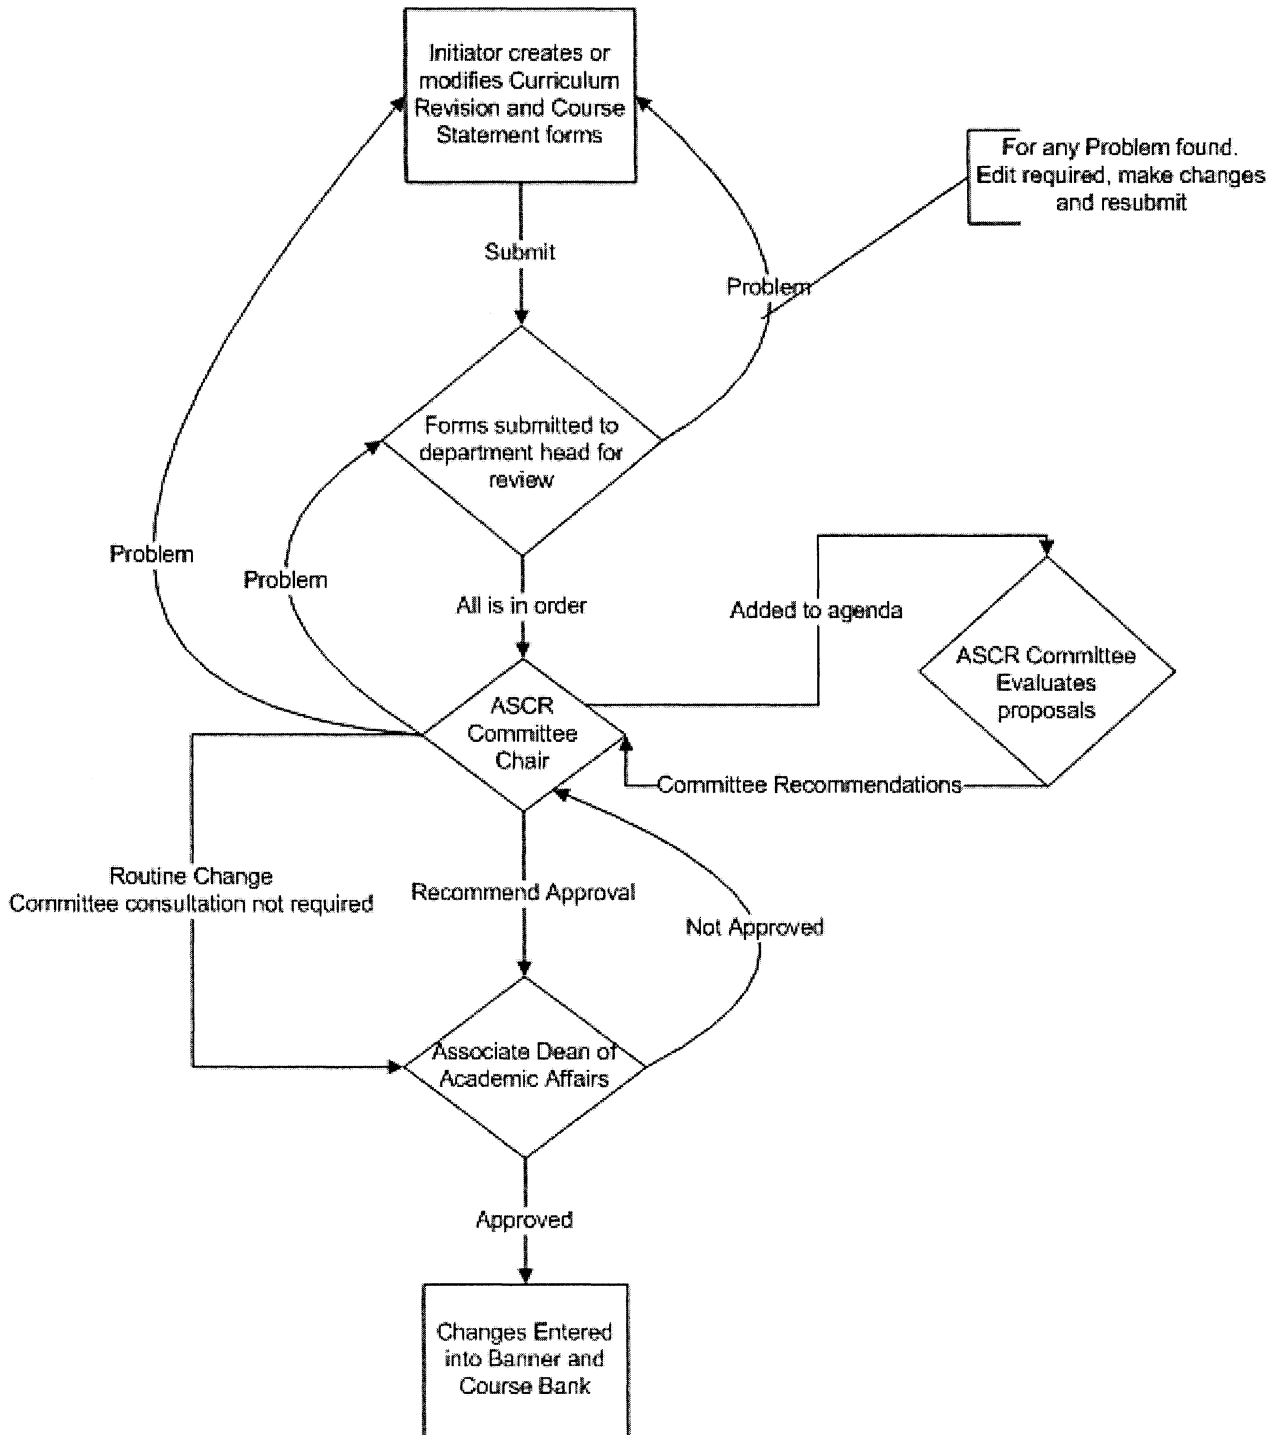 Initiator creates or
modifies Curriculum
Revision and Course
Statement forms
For any Problem found.
Edit required, make changes
and resubmit
Submit
Problem
Forms submitted to
department head for
review
Problem
Problem
All is in order
Added to agenda
ASCR Committee
Evaluates
proposals
ASCR
Committee
Chair
Committee Recommendations
Routine Change
Committee consultation not required
Recommend Approval
Not Approved
Associate Dean of
Academic Affairs
Approved
Changes Entered
into Banner and
Course Bank